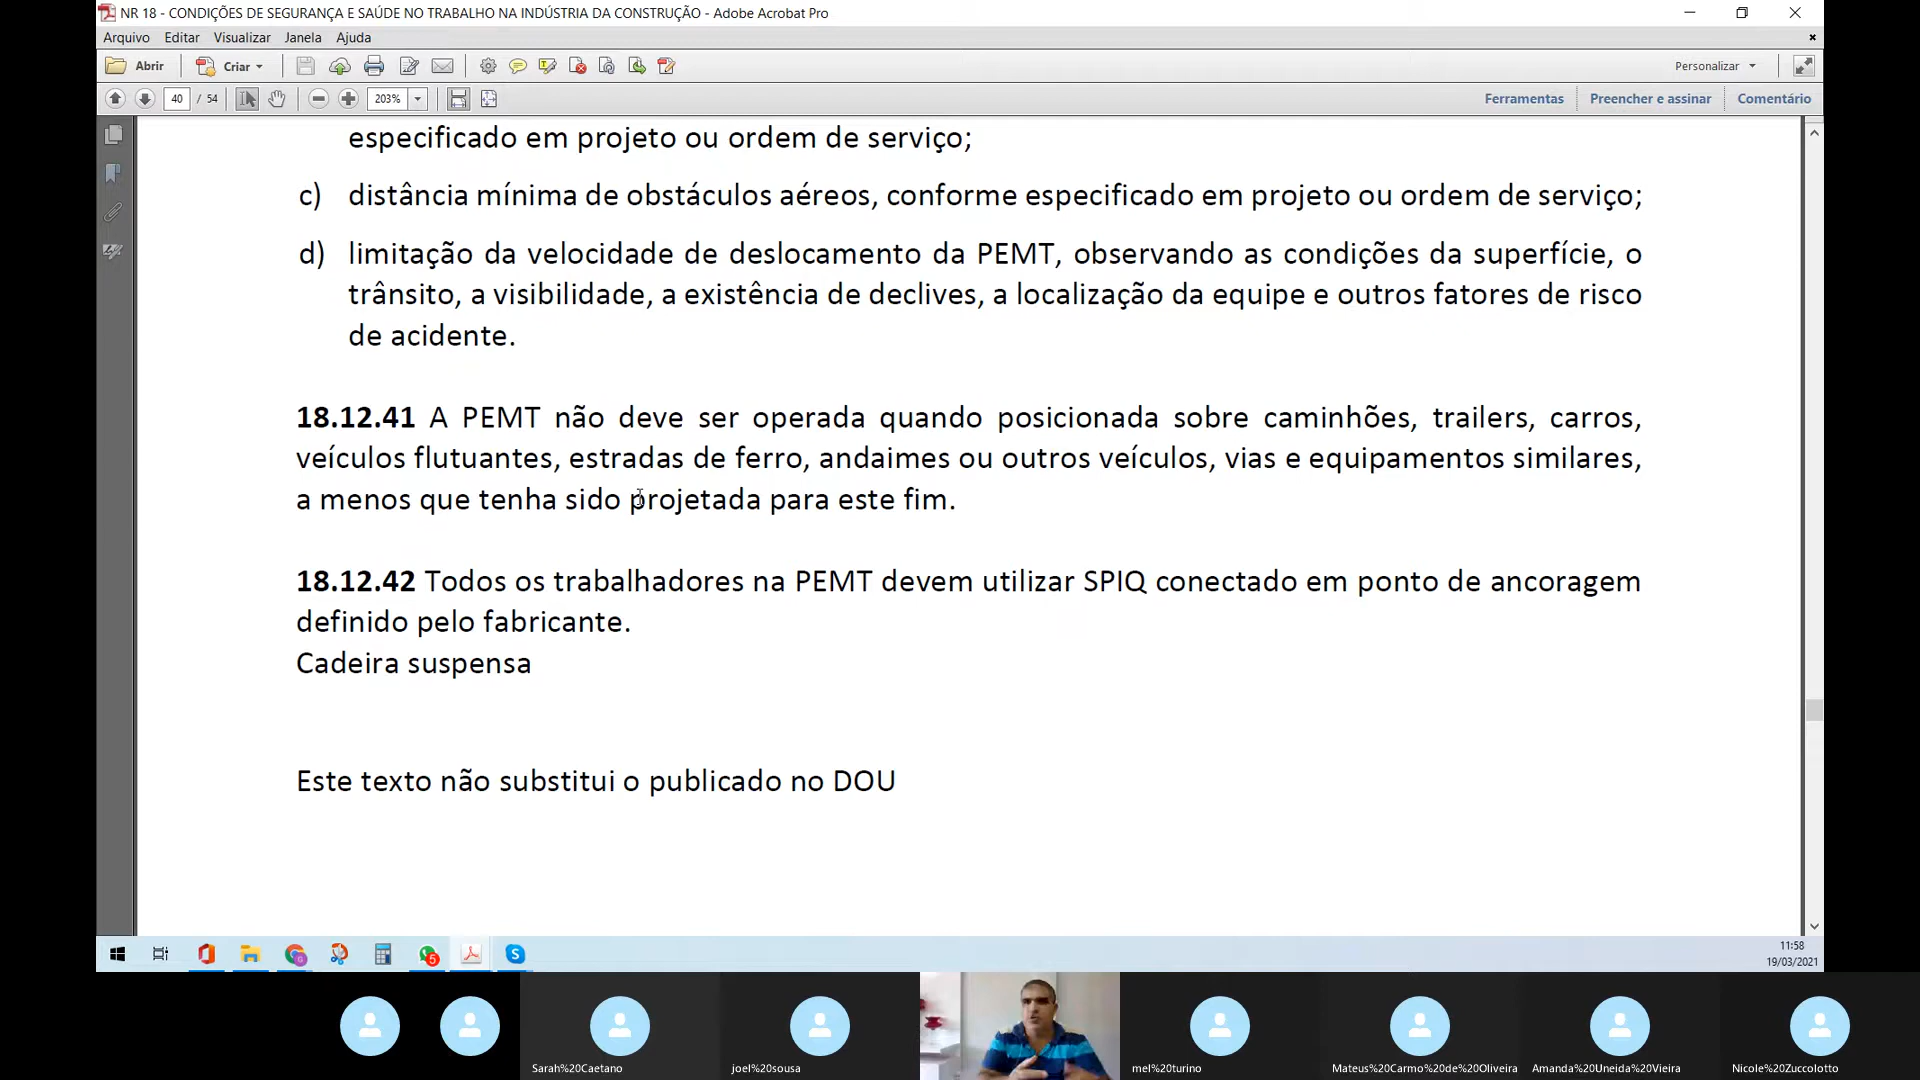 NR 18 - CONDIÇÕES DE SEGURANÇA E SAÚDE NO TRABALHO NA INDÚSTRIA DA CONSTRUÇÃO - Adobe Acrobat Pro
Arquivo Editar Visualizar Janela Ajuda
Abrir Criar Personalizar
40 / 54 203% Ferramentas Preencher e assinar Comentário
especificado em projeto ou ordem de serviço;
c) distância mínima de obstáculos aéreos, conforme especificado em projeto ou ordem de serviço;
d) limitação da velocidade de deslocamento da PEMT, observando as condições da superfície, o
trânsito, a visibilidade, a existência de declives, a localização da equipe e outros fatores de risco
de acidente.
18.12.41 A PEMT não deve ser operada quando posicionada sobre caminhões, trailers, carros,
veículos flutuantes, estradas de ferro, andaimes ou outros veículos, vias e equipamentos similares,
a menos que tenha sido projetada para este fim.
18.12.42 Todos os trabalhadores na PEMT devem utilizar SPIQ conectado em ponto de ancoragem
definido pelo fabricante.
Cadeira suspensa
Este texto não substitui o publicado no DOU
5
11:58
19/03/2021
Sarah%20Caetano joel%20sousa mel%20turino Mateus%20Carmo%20de%20Oliveira Amanda%20Uneida%20Vieira Nicole%20Zuccolotto